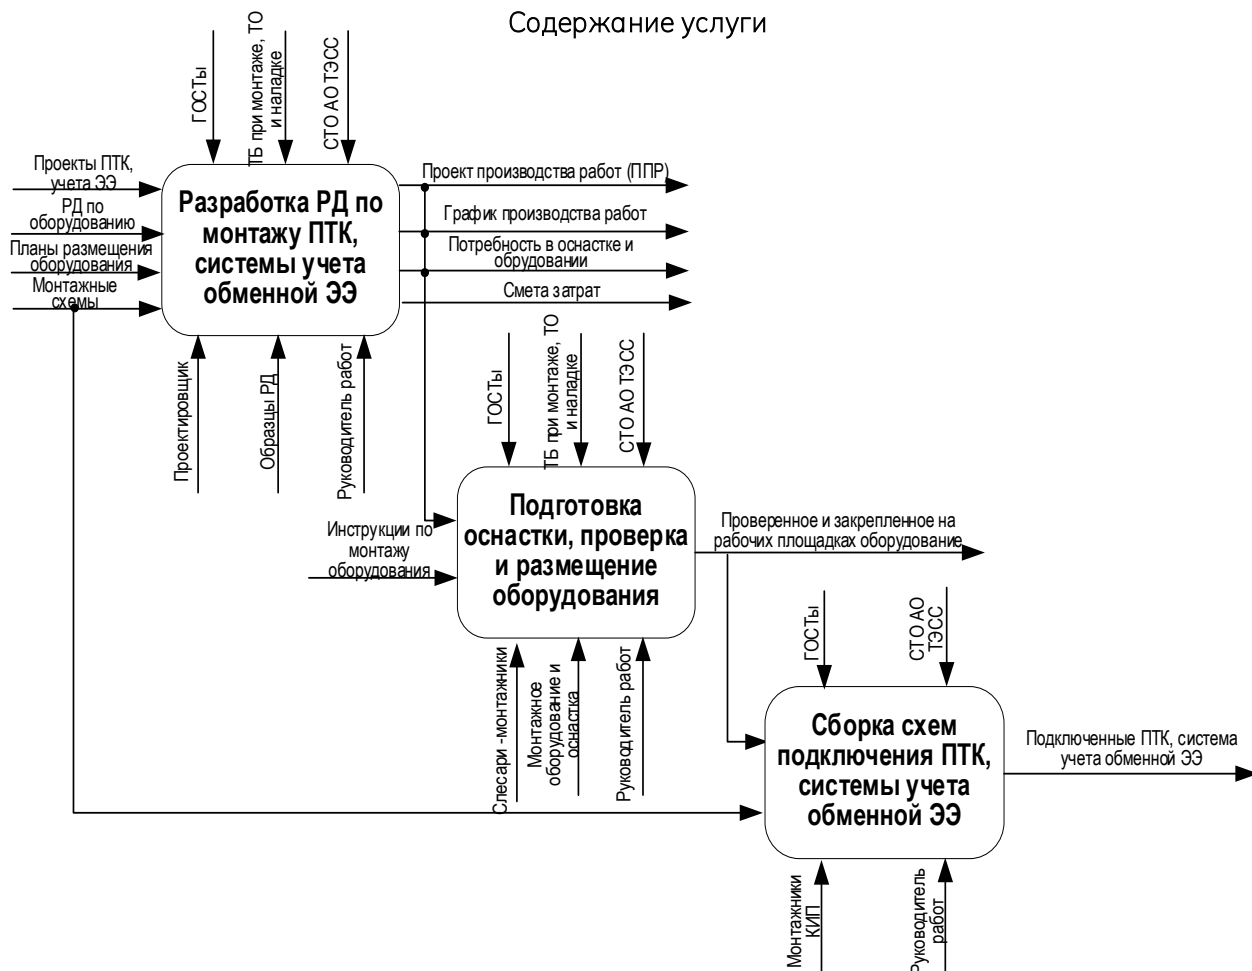 Содержание услуги
ГОСТы
ТБ при монтаже, ТО
и наладке
СТО АО ТЭСС
Проекты ПТК,
учета ЭЭ
РД по
оборудованию
Планы размещения
оборудования
Монтажные
схемы
Разработка РД по
монтажу ПТК,
системы учета
обменной ЭЭ
Проект производства работ (ППР)
График производства работ
Потребность в оснастке и
обрудовании
Смета затрат
Проектировщик
Образцы РД
Руководитель работ
ГОСТы
ТБ при монтаже, ТО
и наладке
СТО АО ТЭСС
Инструкции по
монтажу
оборудования
Подготовка
оснастки, проверка
и размещение
оборудования
Проверенное и закрепленное на
рабочих площадках оборудование
Слесари -монтажники
Монтажное
оборудование и
оснастка
Руководитель работ
ГОСТы
СТО АО
ТЭСС
Сборка схем
подключения ПТК,
системы учета
обменной ЭЭ
Подключенные ПТК, система
учета обменной ЭЭ
Монтажники
КИП
Руководитель
работ